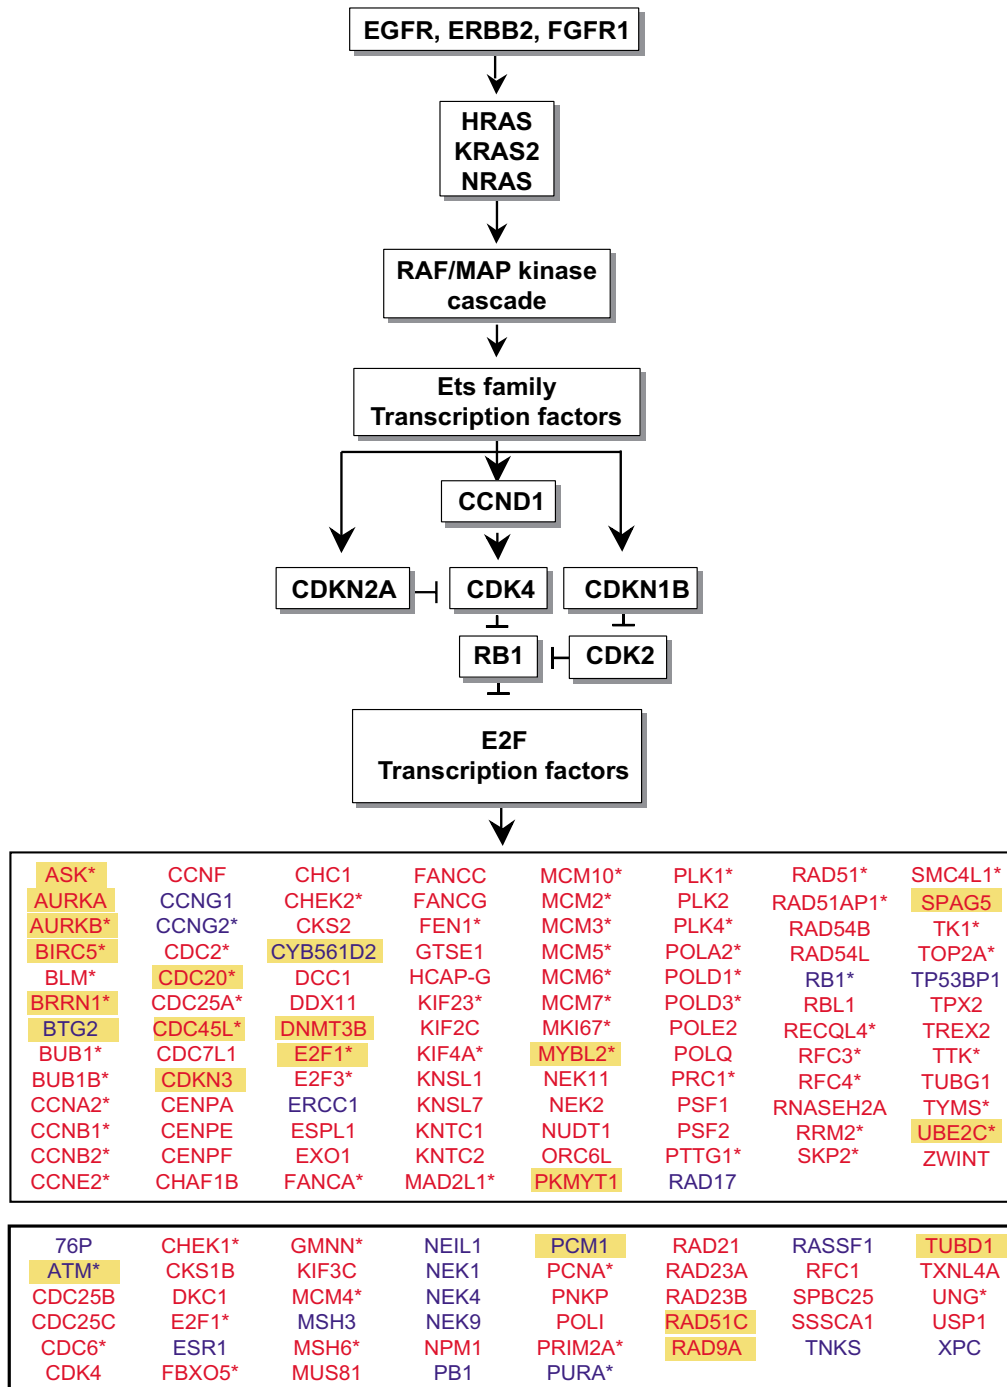 EGFR, ERBB2, FGFR1
HRAS
KRAS2
NRAS
RAF/MAP kinase
cascade
Ets family
Transcription factors
CCND1
CDKN2A CDK4 CDKN1B
RB1 CDK2
E2F
Transcription factors
ASK* CCNF CHC1 FANCC MCM10* PLK1* RAD51* SMC4L1*
AURKA CCNG1 CHEK2* FANCG MCM2* PLK2 RAD51AP1* SPAG5
AURKB* CCNG2* CKS2 FEN1* MCM3* PLK4* RAD54B TK1*
BIRC5* CDC2* CYB561D2 GTSE1 MCM5* POLA2* RAD54L TOP2A*
BLM* CDC20* DCC1 HCAP-G MCM6* POLD1* RB1* TP53BP1
BRRN1* CDC25A* DDX11 KIF23* MCM7* POLD3* RBL1 TPX2
BTG2 CDC45L* DNMT3B KIF2C MKI67* POLE2 RECQL4* TREX2
BUB1* CDC7L1 E2F1* KIF4A* MYBL2* POLQ RFC3* TTK*
BUB1B* CDKN3 E2F3* KNSL1 NEK11 PRC1* RFC4* TUBG1
CCNA2* CENPA ERCC1 KNSL7 NEK2 PSF1 RNASEH2A TYMS*
CCNB1* CENPE ESPL1 KNTC1 NUDT1 PSF2 RRM2* UBE2C*
CCNB2* CENPF EXO1 KNTC2 ORC6L PTTG1* SKP2* ZWINT
CCNE2* CHAF1B FANCA* MAD2L1* PKMYT1 RAD17
76P CHEK1* GMNN* NEIL1 PCM1 RAD21 RASSF1 TUBD1
ATM* CKS1B KIF3C NEK1 PCNA* RAD23A RFC1 TXNL4A
CDC25B DKC1 MCM4* NEK4 PNKP RAD23B SPBC25 UNG*
CDC25C E2F1* MSH3 NEK9 POLI RAD51C SSSCA1 USP1
CDC6* ESR1 MSH6* NPM1 PRIM2A* RAD9A TNKS XPC
CDK4 FBXO5* MUS81 PB1 PURA*